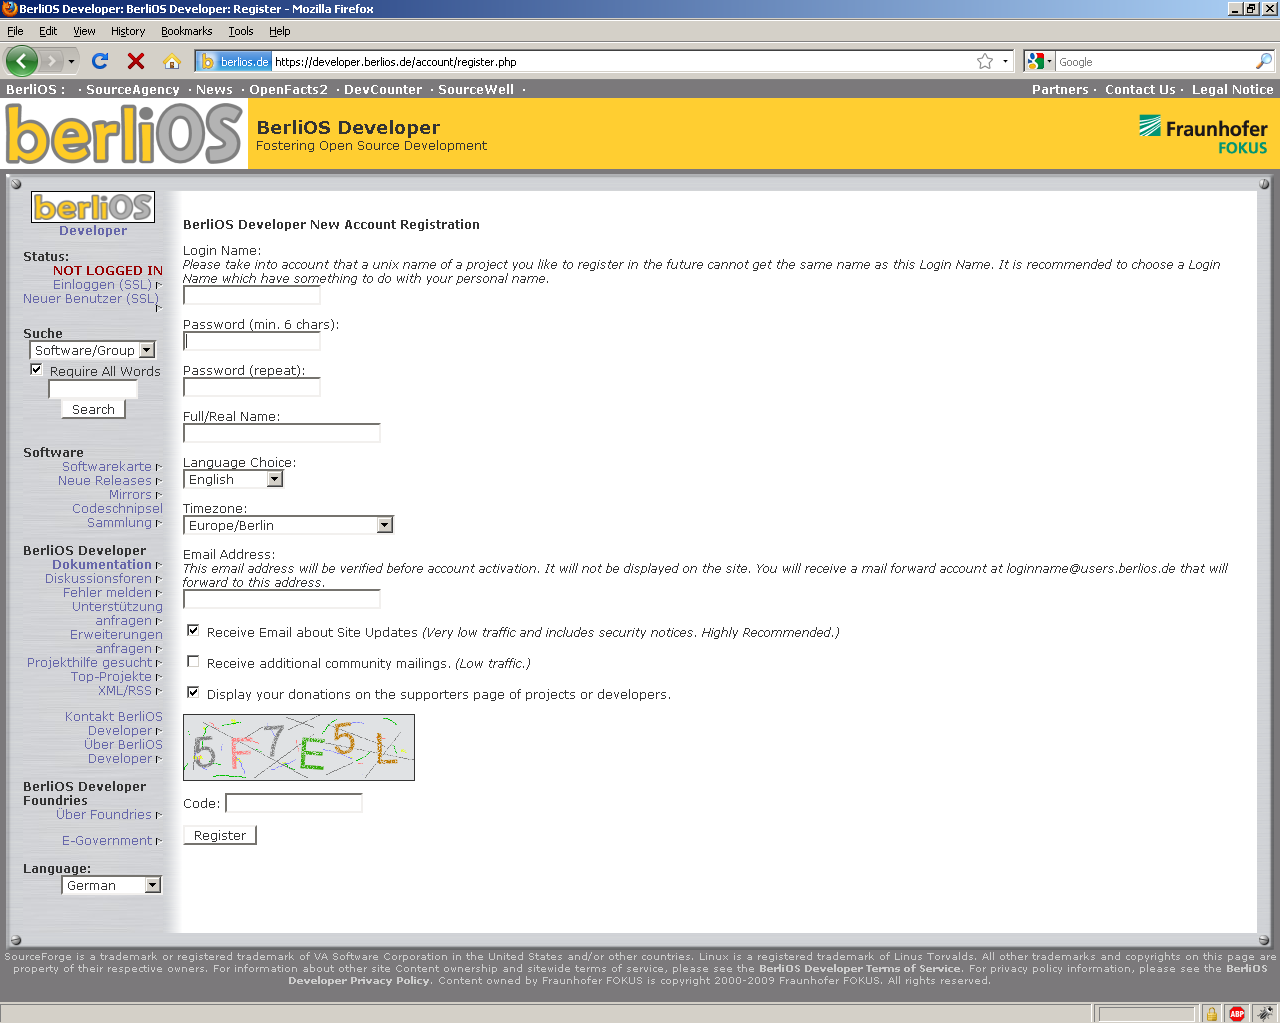 BerliOS Developer: BerliOS Developer: Register - Mozilla Firefox
File Edit View History Bookmarks Tools Help
berlios.de https://developer.berlios.de/account/register.php Google
BerliOS : · SourceAgency · News · OpenFacts2 · DevCounter · SourceWell · Partners · Contact Us · Legal Notice
berliOS
BerliOS Developer
Fostering Open Source Development
Fraunhofer
FOKUS
berliOS
Developer
Status:
NOT LOGGED IN
Einloggen (SSL)
Neuer Benutzer (SSL)
Suche
Software/Group
Require All Words
Search
Software
Softwarekarte
Neue Releases
Mirrors
Codeschnipsel
Sammlung
BerliOS Developer
Dokumentation
Diskussionsforen
Fehler melden
Unterstützung
anfragen
Erweiterungen
anfragen
Projekthilfe gesucht
Top-Projekte
XML/RSS
Kontakt BerliOS
Developer
Über BerliOS
Developer
BerliOS Developer
Foundries
Über Foundries
E-Government
Language:
German
BerliOS Developer New Account Registration
Login Name:
Please take into account that a unix name of a project you like to register in the future cannot get the same name as this Login Name. It is recommended to choose a Login
Name which have something to do with your personal name.
Password (min. 6 chars):
Password (repeat):
Full/Real Name:
Language Choice:
English
Timezone:
Europe/Berlin
Email Address:
This email address will be verified before account activation. It will not be displayed on the site. You will receive a mail forward account at loginname@users.berlios.de that will
forward to this address.
Receive Email about Site Updates (Very low traffic and includes security notices. Highly Recommended.)
Receive additional community mailings. (Low traffic.)
Display your donations on the supporters page of projects or developers.
5F7E5L
Code:
Register
SourceForge is a trademark or registered trademark of VA Software Corporation in the United States and/or other countries. Linux is a registered trademark of Linus Torvalds. All other trademarks and copyrights on this page are
property of their respective owners. For information about other site Content ownership and sitewide terms of service, please see the BerliOS Developer Terms of Service. For privacy policy information, please see the BerliOS
Developer Privacy Policy. Content owned by Fraunhofer FOKUS is copyright 2000-2009 Fraunhofer FOKUS. All rights reserved.
ABP